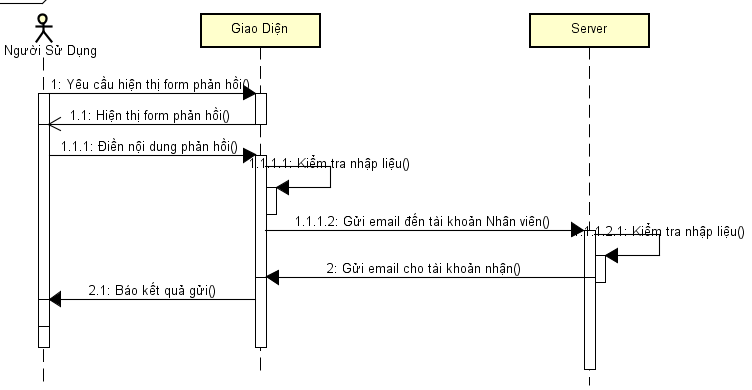 Giao Diện
Server
Người Sử Dụng
1: Yêu cầu hiện thị form phản hồi()
1.1: Hiện thị form phản hồi()
1.1.1: Điền nội dung phản hồi()
1.1.1.1: Kiểm tra nhập liệu()
1.1.1.2: Gửi email đến tài khoản Nhân viên()
1.1.1.2.1: Kiểm tra nhập liệu()
2: Gửi email cho tài khoản nhận()
2.1: Báo kết quả gửi()